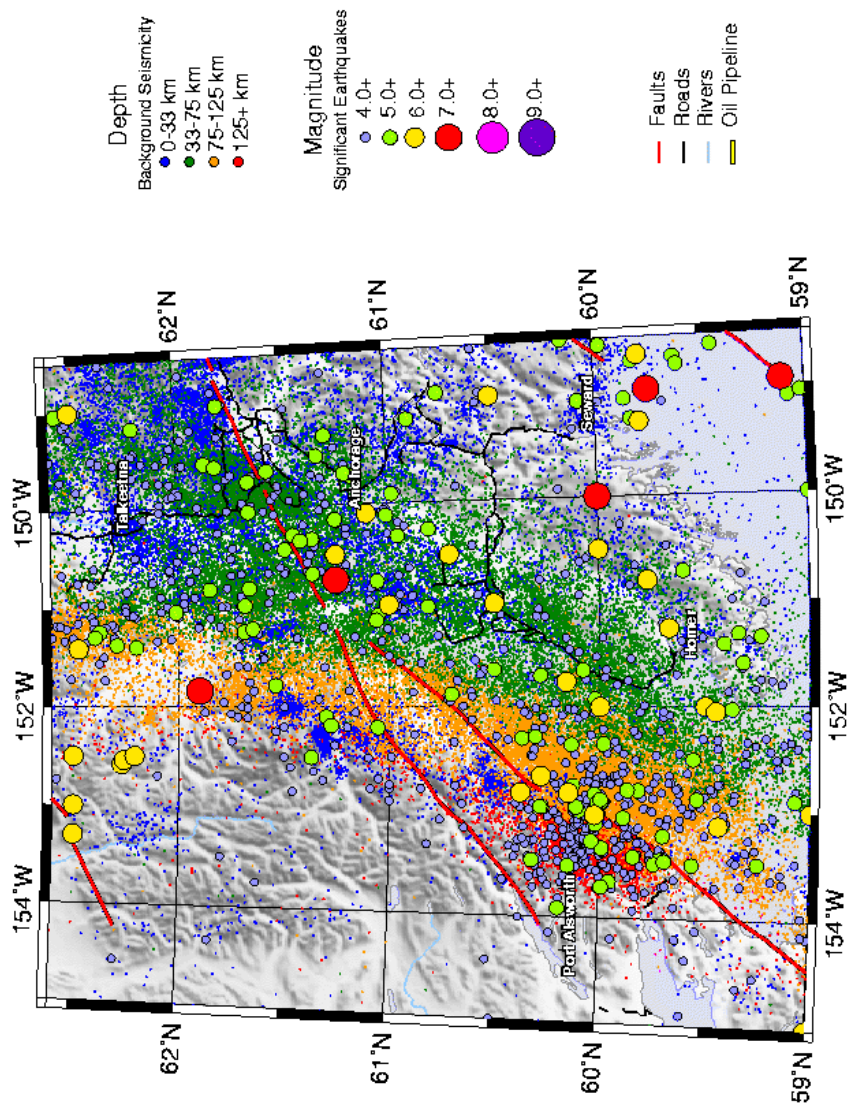 154°W 152°W 150°W
62°N 62°N
61°N 61°N
60°N 60°N
59°N 59°N
154°W 152°W
Talkeetna
Anchorage
Port Alsworth
Seward
Homer
Depth
Background Seismicity
0-33 km
33-75 km
75-125 km
125+ km
Magnitude
Significant Earthquakes
4.0+
5.0+
6.0+
7.0+
8.0+
9.0+
Faults
Roads
Rivers
Oil Pipeline